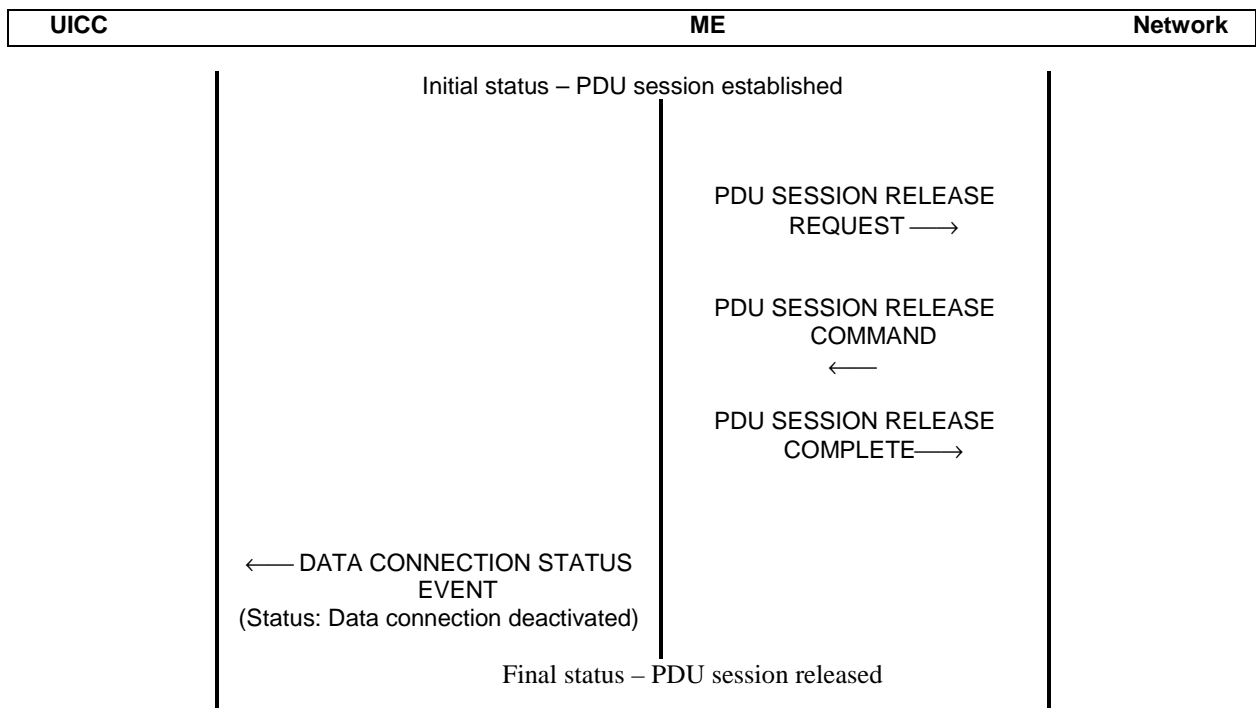 UICC ME Network
Initial status – PDU session established
PDU SESSION RELEASE
REQUEST ⟶
PDU SESSION RELEASE
COMMAND
⟵
PDU SESSION RELEASE
COMPLETE⟶
⟵ DATA CONNECTION STATUS
EVENT
(Status: Data connection deactivated)
Final status – PDU session released